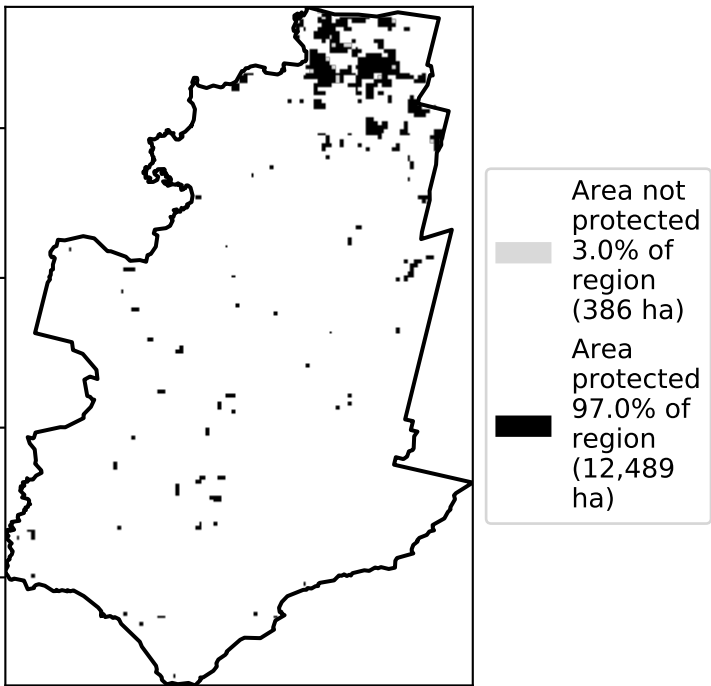 Area not
protected
3.0% of
region
(386 ha)
Area
protected
97.0% of
region
(12,489
ha)